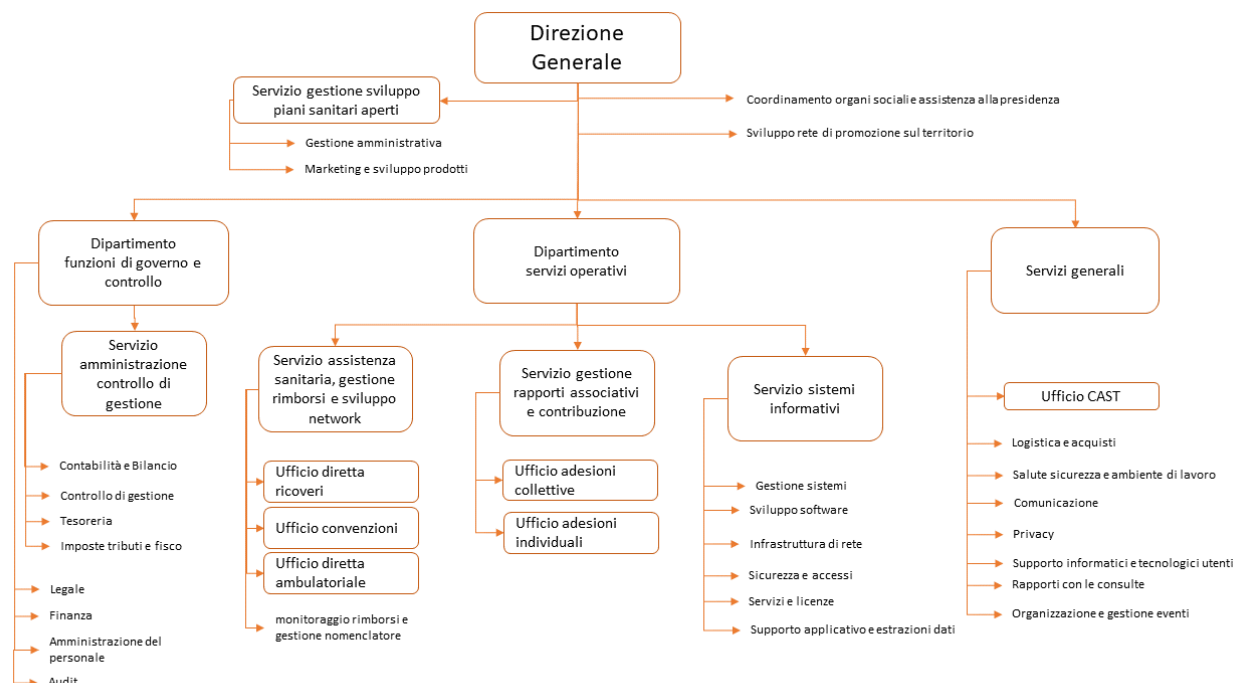 Direzione
Generale
Servizio gestione sviluppo
piani sanitari aperti
Gestione amministrativa
Marketing e sviluppo prodotti
Coordinamento organi sociali e assistenza alla presidenza
Sviluppo rete di promozione sul territorio
Dipartimento
funzioni di governo e
controllo
Servizio
amministrazione
controllo di
gestione
Contabilità e Bilancio
Controllo di gestione
Tesoreria
Imposte tributi e fisco
Legale
Finanza
Amministrazione del
personale
Audit
Dipartimento
servizi operativi
Servizio assistenza
sanitaria, gestione
rimborsi e sviluppo
network
Ufficio diretta
ricoveri
Ufficio convenzioni
Ufficio diretta
ambulatoriale
monitoraggio rimborsi e
gestione nomenclatore
Servizio gestione
rapporti associativi
e contribuzione
Ufficio adesioni
collettive
Ufficio adesioni
individuali
Servizio sistemi
informativi
Gestione sistemi
Sviluppo software
Infrastruttura di rete
Sicurezza e accessi
Servizi e licenze
Supporto applicativo e estrazioni dati
Servizi generali
Ufficio CAST
Logistica e acquisti
Salute sicurezza e ambiente di lavoro
Comunicazione
Privacy
Supporto informatici e tecnologici utenti
Rapporti con le consulte
Organizzazione e gestione eventi